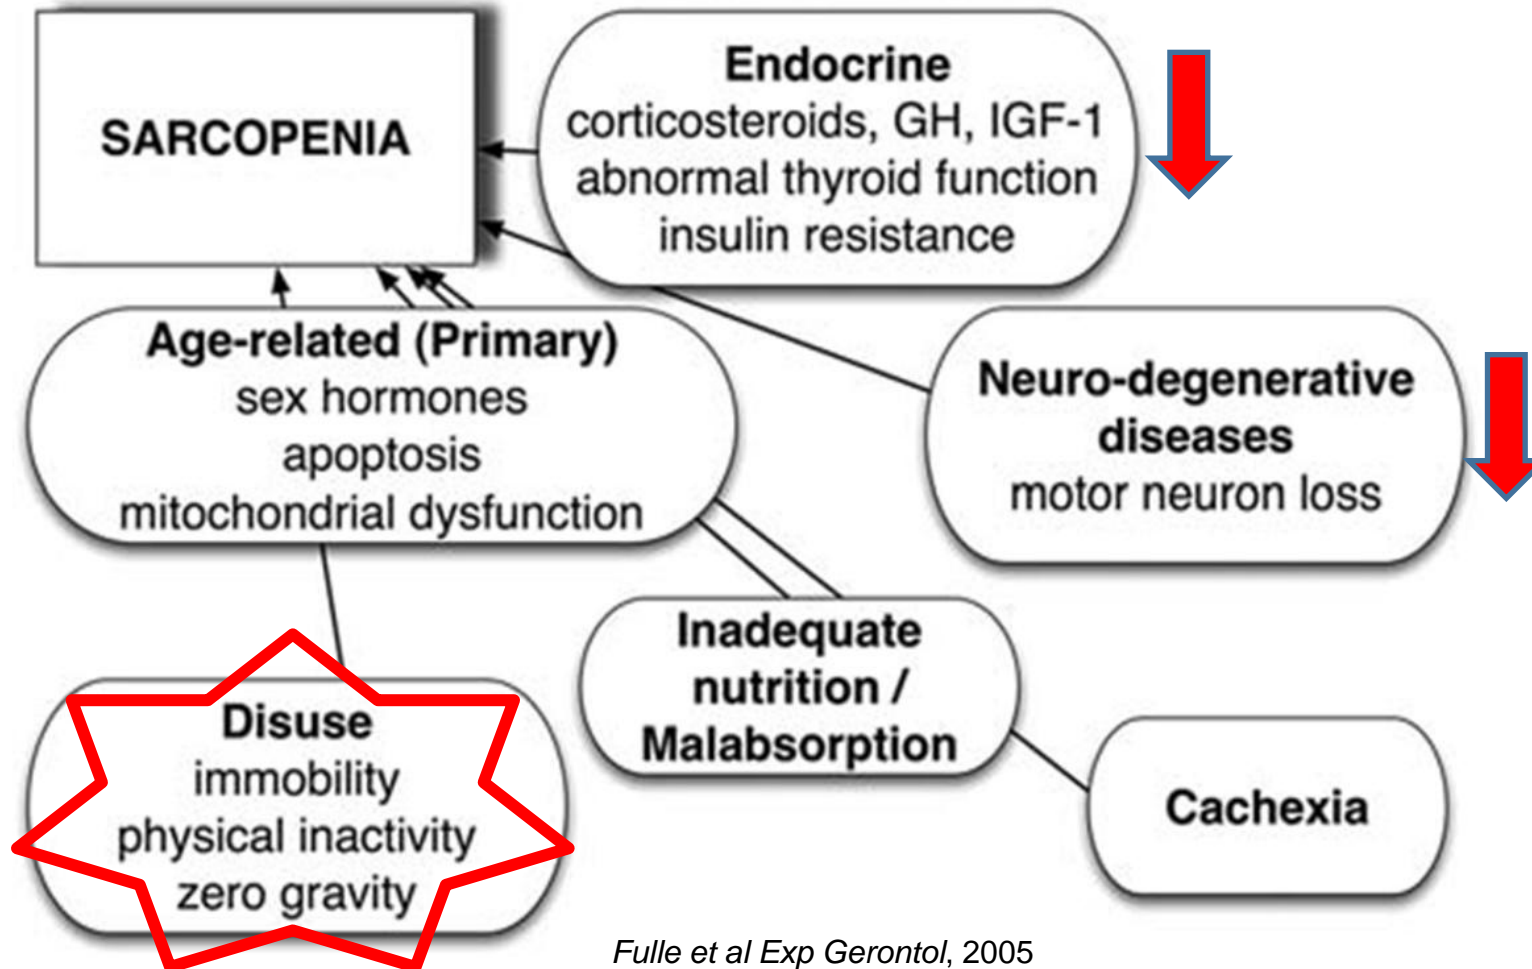 SARCOPENIA
Endocrine
corticosteroids, GH, IGF-1
abnormal thyroid function
insulin resistance
Age-related (Primary)
sex hormones
apoptosis
mitochondrial dysfunction
Neuro-degenerative
diseases
motor neuron loss
Inadequate
nutrition /
Malabsorption
Disuse
immobility
physical inactivity
zero gravity
Cachexia
Fulle et al Exp Gerontol, 2005